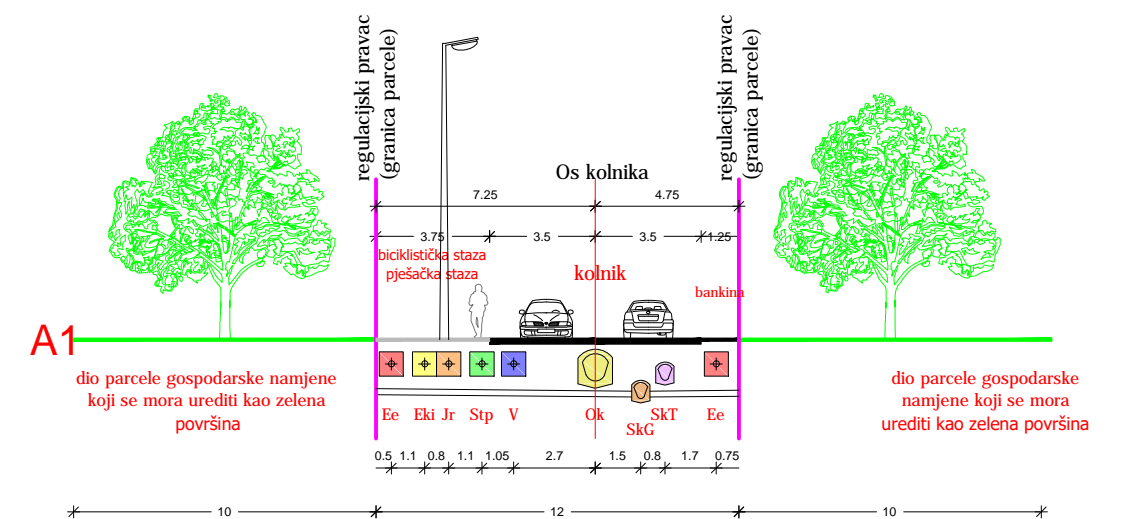 regulacijski pravac
(granica parcele)
regulacijski pravac
(granica parcele)
Os kolnika
7.25
4.75
3.75
3.5
3.5
1.25
biciklistička staza
pješačka staza
kolnik
bankina
A1
dio parcele gospodarske namjene
koji se mora urediti kao zelena
površina
dio parcele gospodarske
namjene koji se mora
urediti kao zelena površina
Ee
Eki
Jr
Stp
V
Ok
SkG
SkT
Ee
0.5
1.1
0.8
1.1
1.05
2.7
1.5
0.8
1.7
0.75
10
12
10